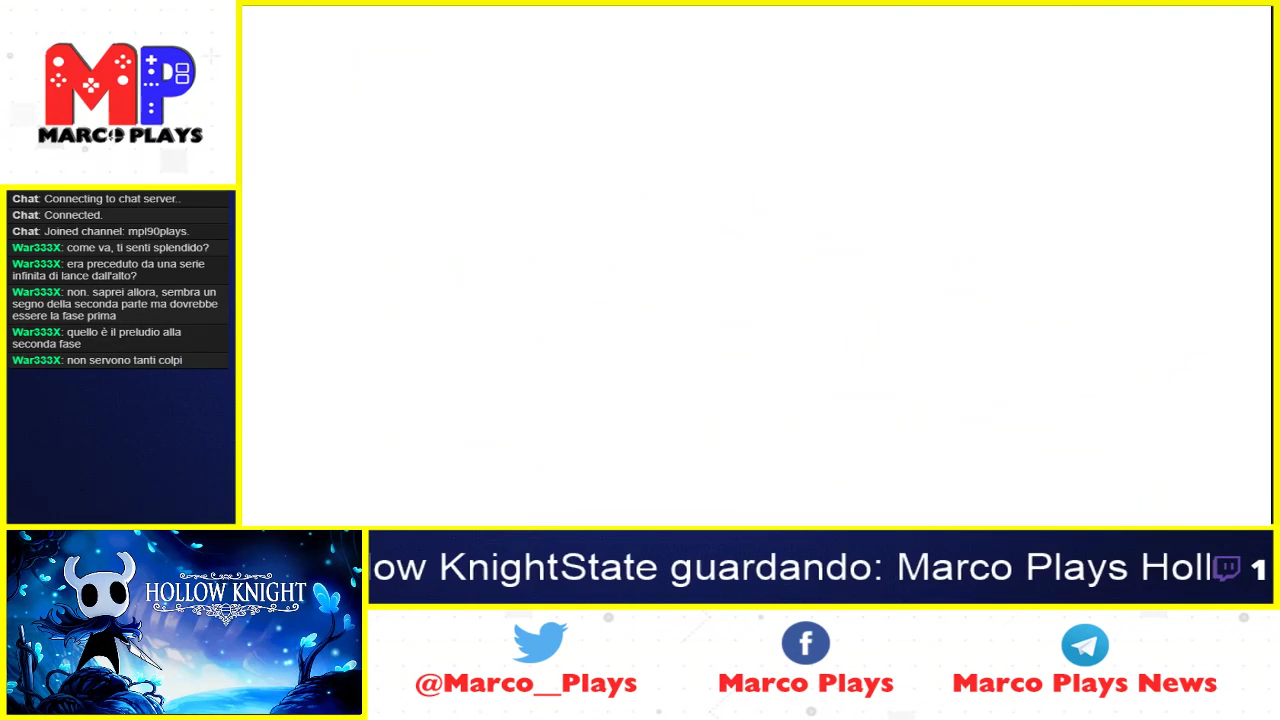 MP
MARCO PLAYS
Chat: Connecting to chat server..
Chat: Connected.
Chat: Joined channel: mpl90plays.
War333X: come va, ti senti splendido?
War333X: era preceduto da una serie
infinita di lance dall'alto?
War333X: non. saprei allora, sembra un
segno della seconda parte ma dovrebbe
essere la fase prima
War333X: quello è il preludio alla
seconda fase
War333X: non servono tanti colpi
HOLLOW KNIGHT
low KnightState guardando: Marco Plays Holl 1
@Marco__Plays
Marco Plays
Marco Plays News